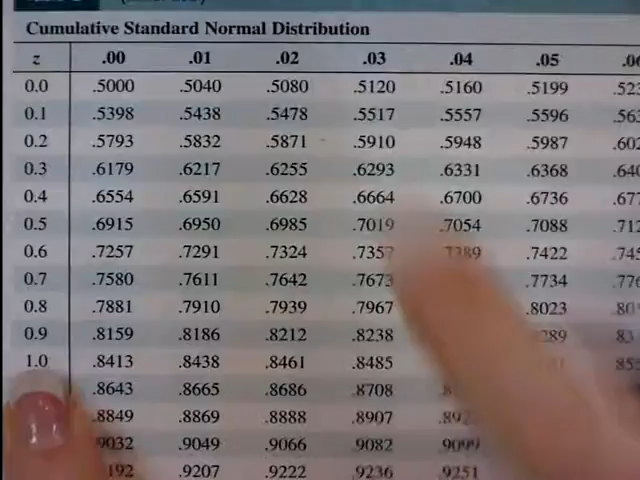 Cumulative Standard Normal Distribution
z .00 .01 .02 .03 .04 .05
0.0 .5000 .5040 .5080 .5120 .5160 .5199
0.1 .5398 .5438 .5478 .5517 .5557 .5596
0.2 .5793 .5832 .5871 .5910 .5948 .5987
0.3 .6179 .6217 .6255 .6293 .6331 .6368
0.4 .6554 .6591 .6628 .6664 .6700 .6736
0.5 .6915 .6950 .6985 .7019 .7054 .7088
0.6 .7257 .7291 .7324 .7357 .7389 .7422
0.7 .7580 .7611 .7642 .7673 .7734
0.8 .7881 .7910 .7939 .7967 .8023
0.9 .8159 .8186 .8212 .8238
1.0 .8413 .8438 .8461 .8485
.8643 .8665 .8686 .8708
.8849 .8869 .8888 .8907
.9032 .9049 .9066 .9082 .9099
.9207 .9222 .9236 .9251